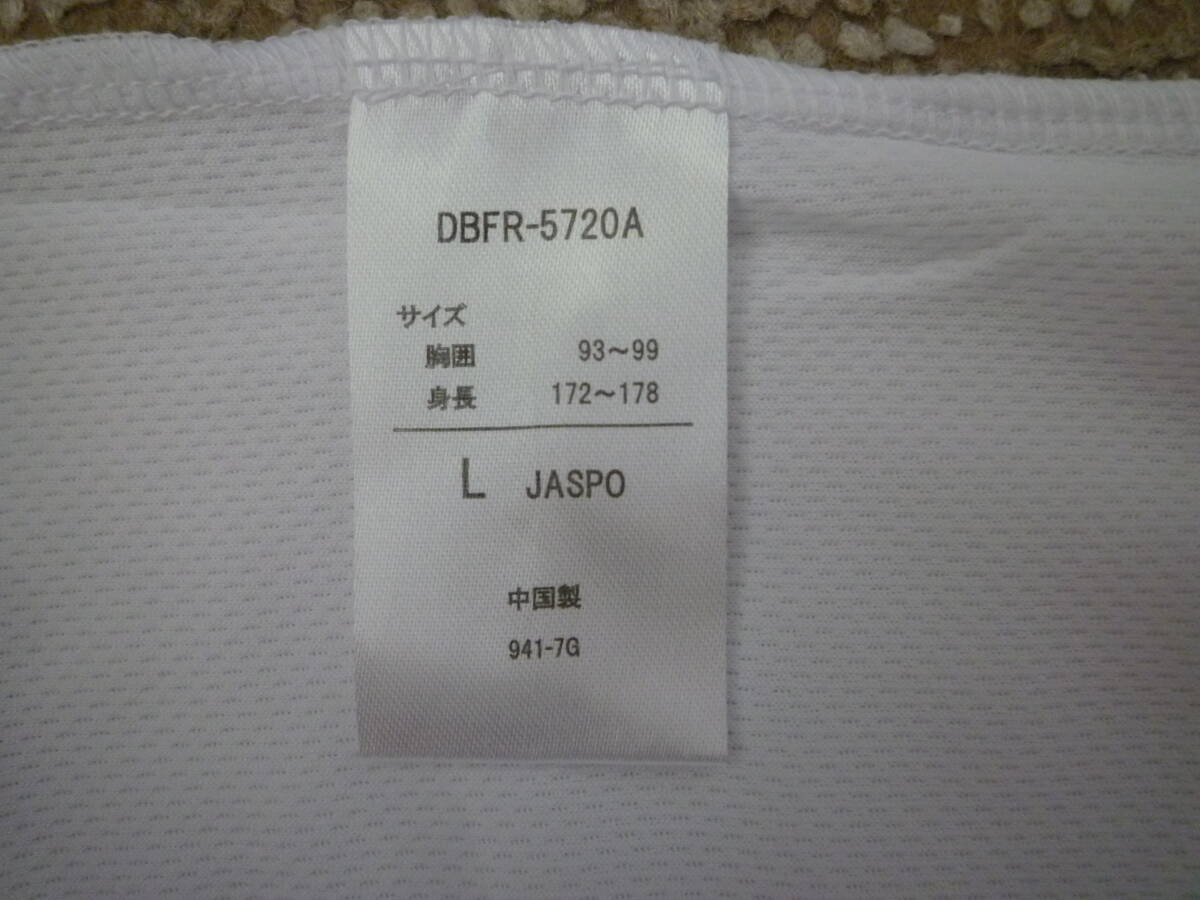 DBFR-5720A
サイズ
胸囲 93～99
身長 172～178
L JASPO
中国製
941-7G